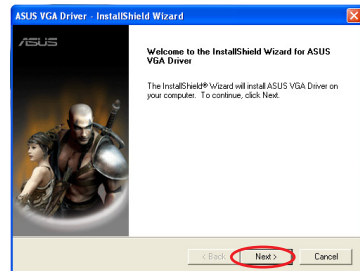 ASUS VGA Driver - InstallShield Wizard
ASUS
Welcome to the InstallShield Wizard for ASUS
VGA Driver
The InstallShield® Wizard will install ASUS VGA Driver on
your computer. To continue, click Next.
< Back
Next >
Cancel